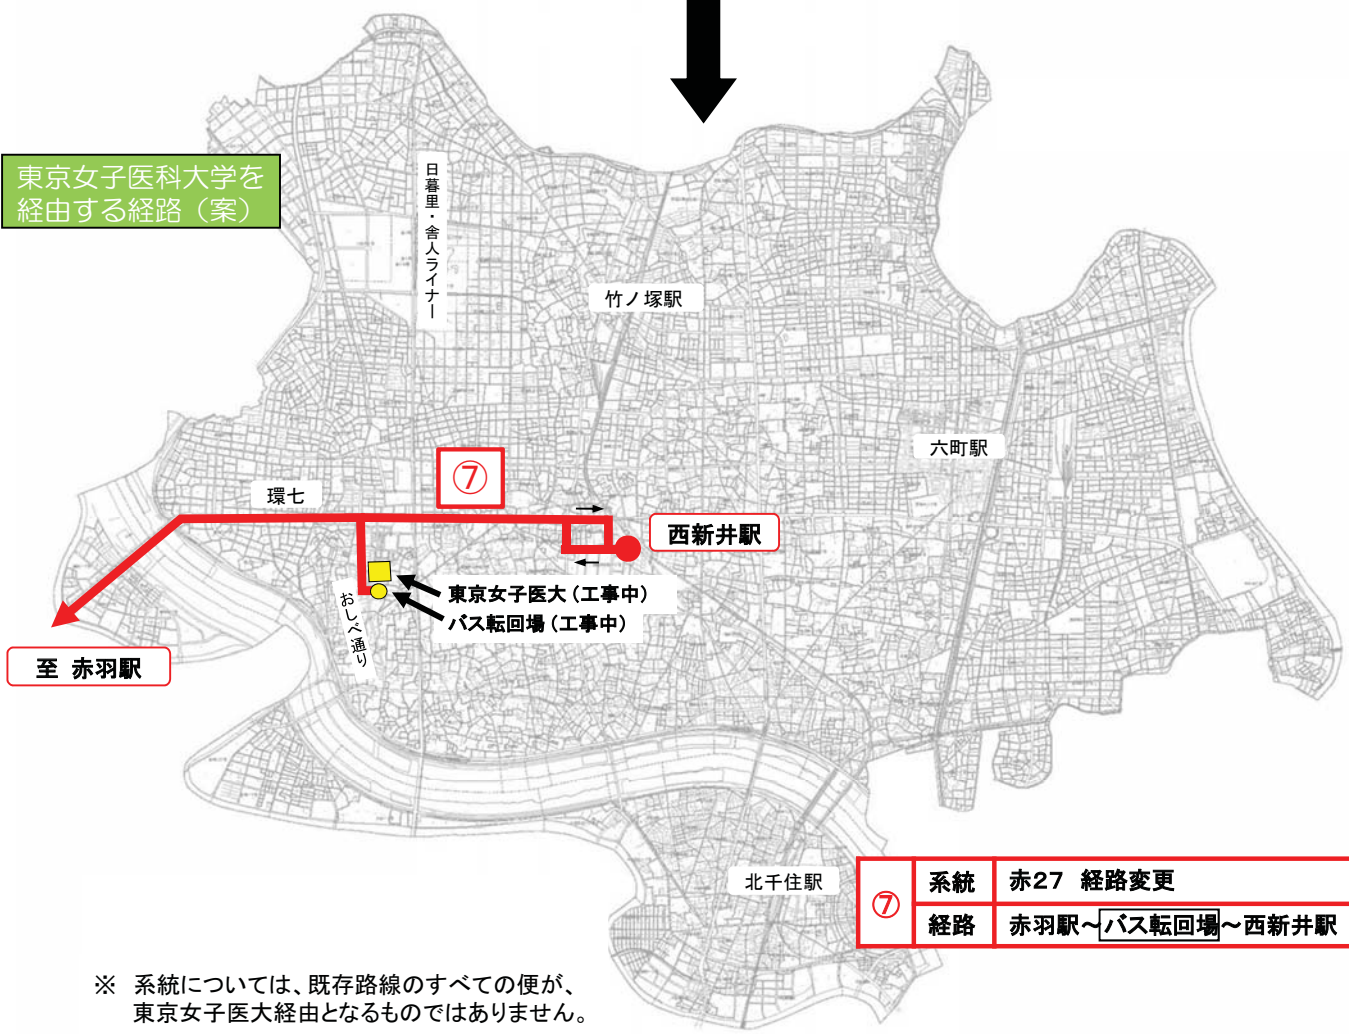 東京女子医科大学を
経由する経路（案）
日暮里・舎人ライナー
竹ノ塚駅
六町駅
⑦
環七
西新井駅
東京女子医大（工事中）
バス転回場（工事中）
おしべ通り
至 赤羽駅
北千住駅
⑦
系統 赤27 経路変更
経路 赤羽駅～バス転回場～西新井駅
※ 系統については、既存路線のすべての便が、
東京女子医大経由となるものではありません。